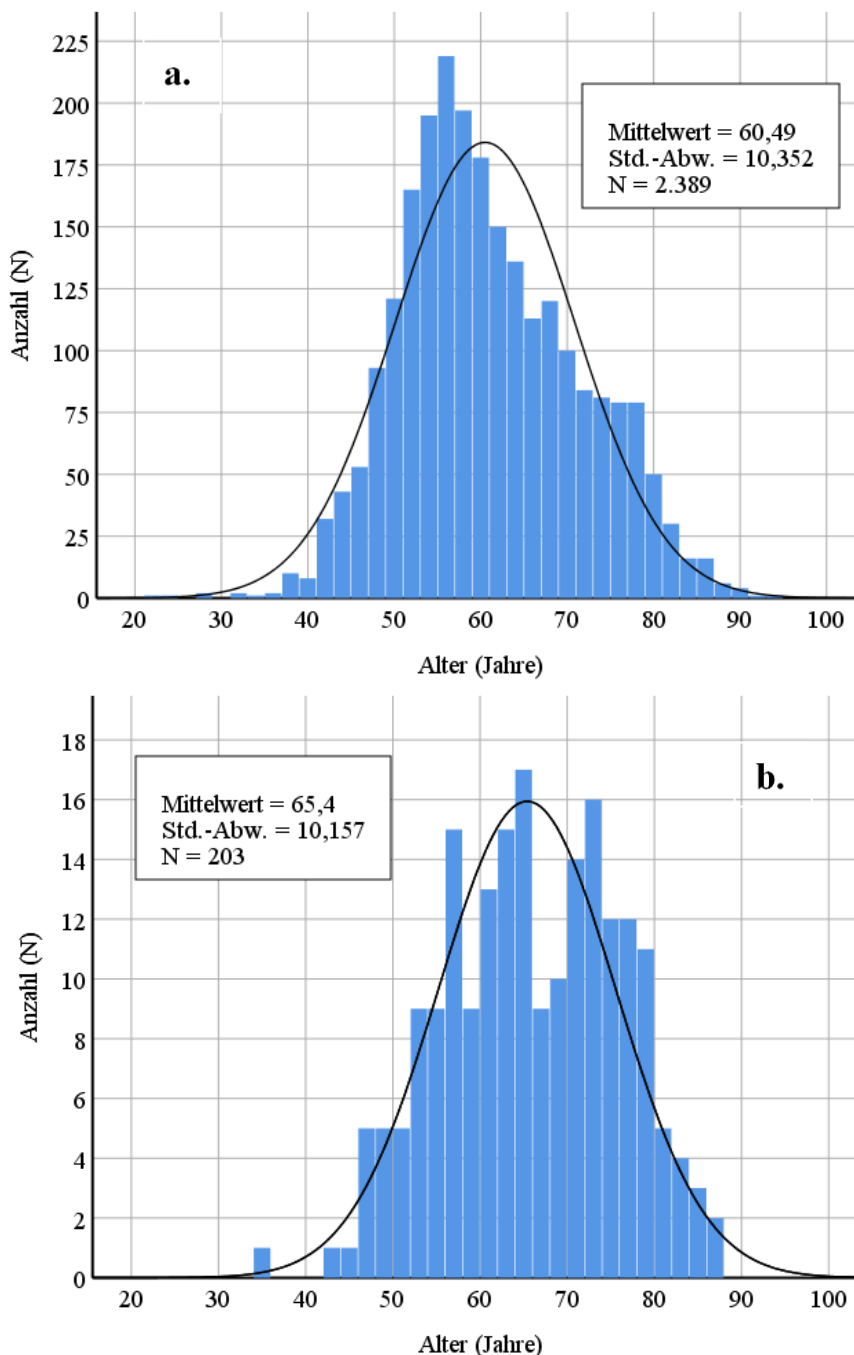 a.
225
200
175
150
125
100
75
50
25
0
Anzahl (N)
Mittelwert = 60,49
Std.-Abw. = 10,352
N = 2.389
20 30 40 50 60 70 80 90 100
Alter (Jahre)
b.
18
16
14
12
10
8
6
4
2
0
Anzahl (N)
Mittelwert = 65,4
Std.-Abw. = 10,157
N = 203
20 30 40 50 60 70 80 90 100
Alter (Jahre)